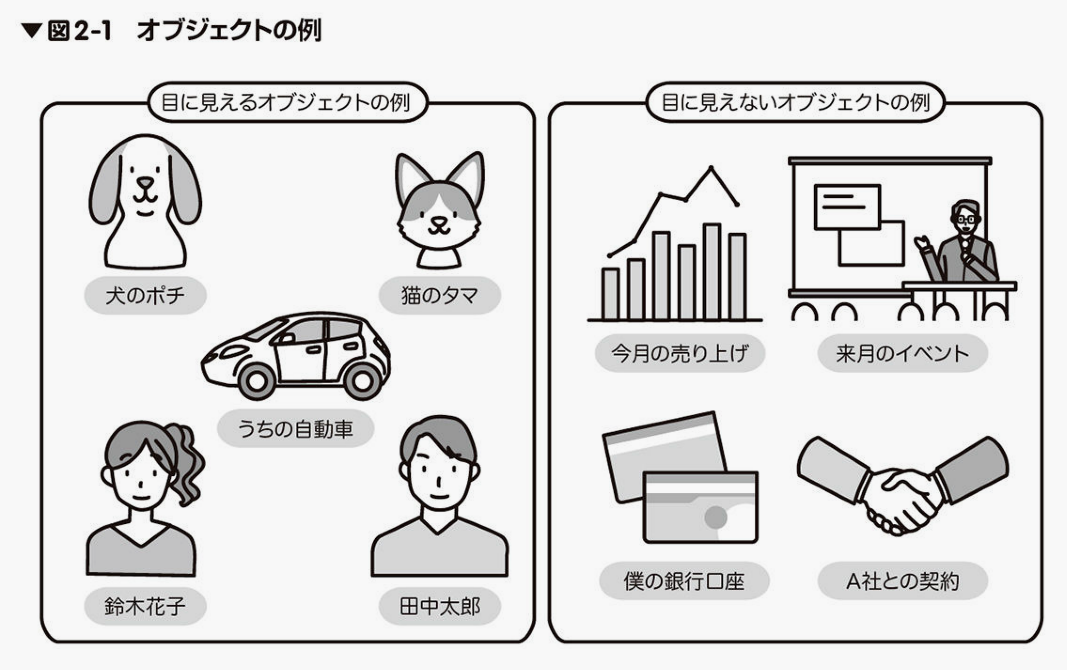 ▼図2-1 オブジェクトの例
目に見えるオブジェクトの例
犬のポチ
猫のタマ
うちの自動車
鈴木花子
田中太郎
目に見えないオブジェクトの例
今月の売り上げ
来月のイベント
僕の銀行口座
A社との契約